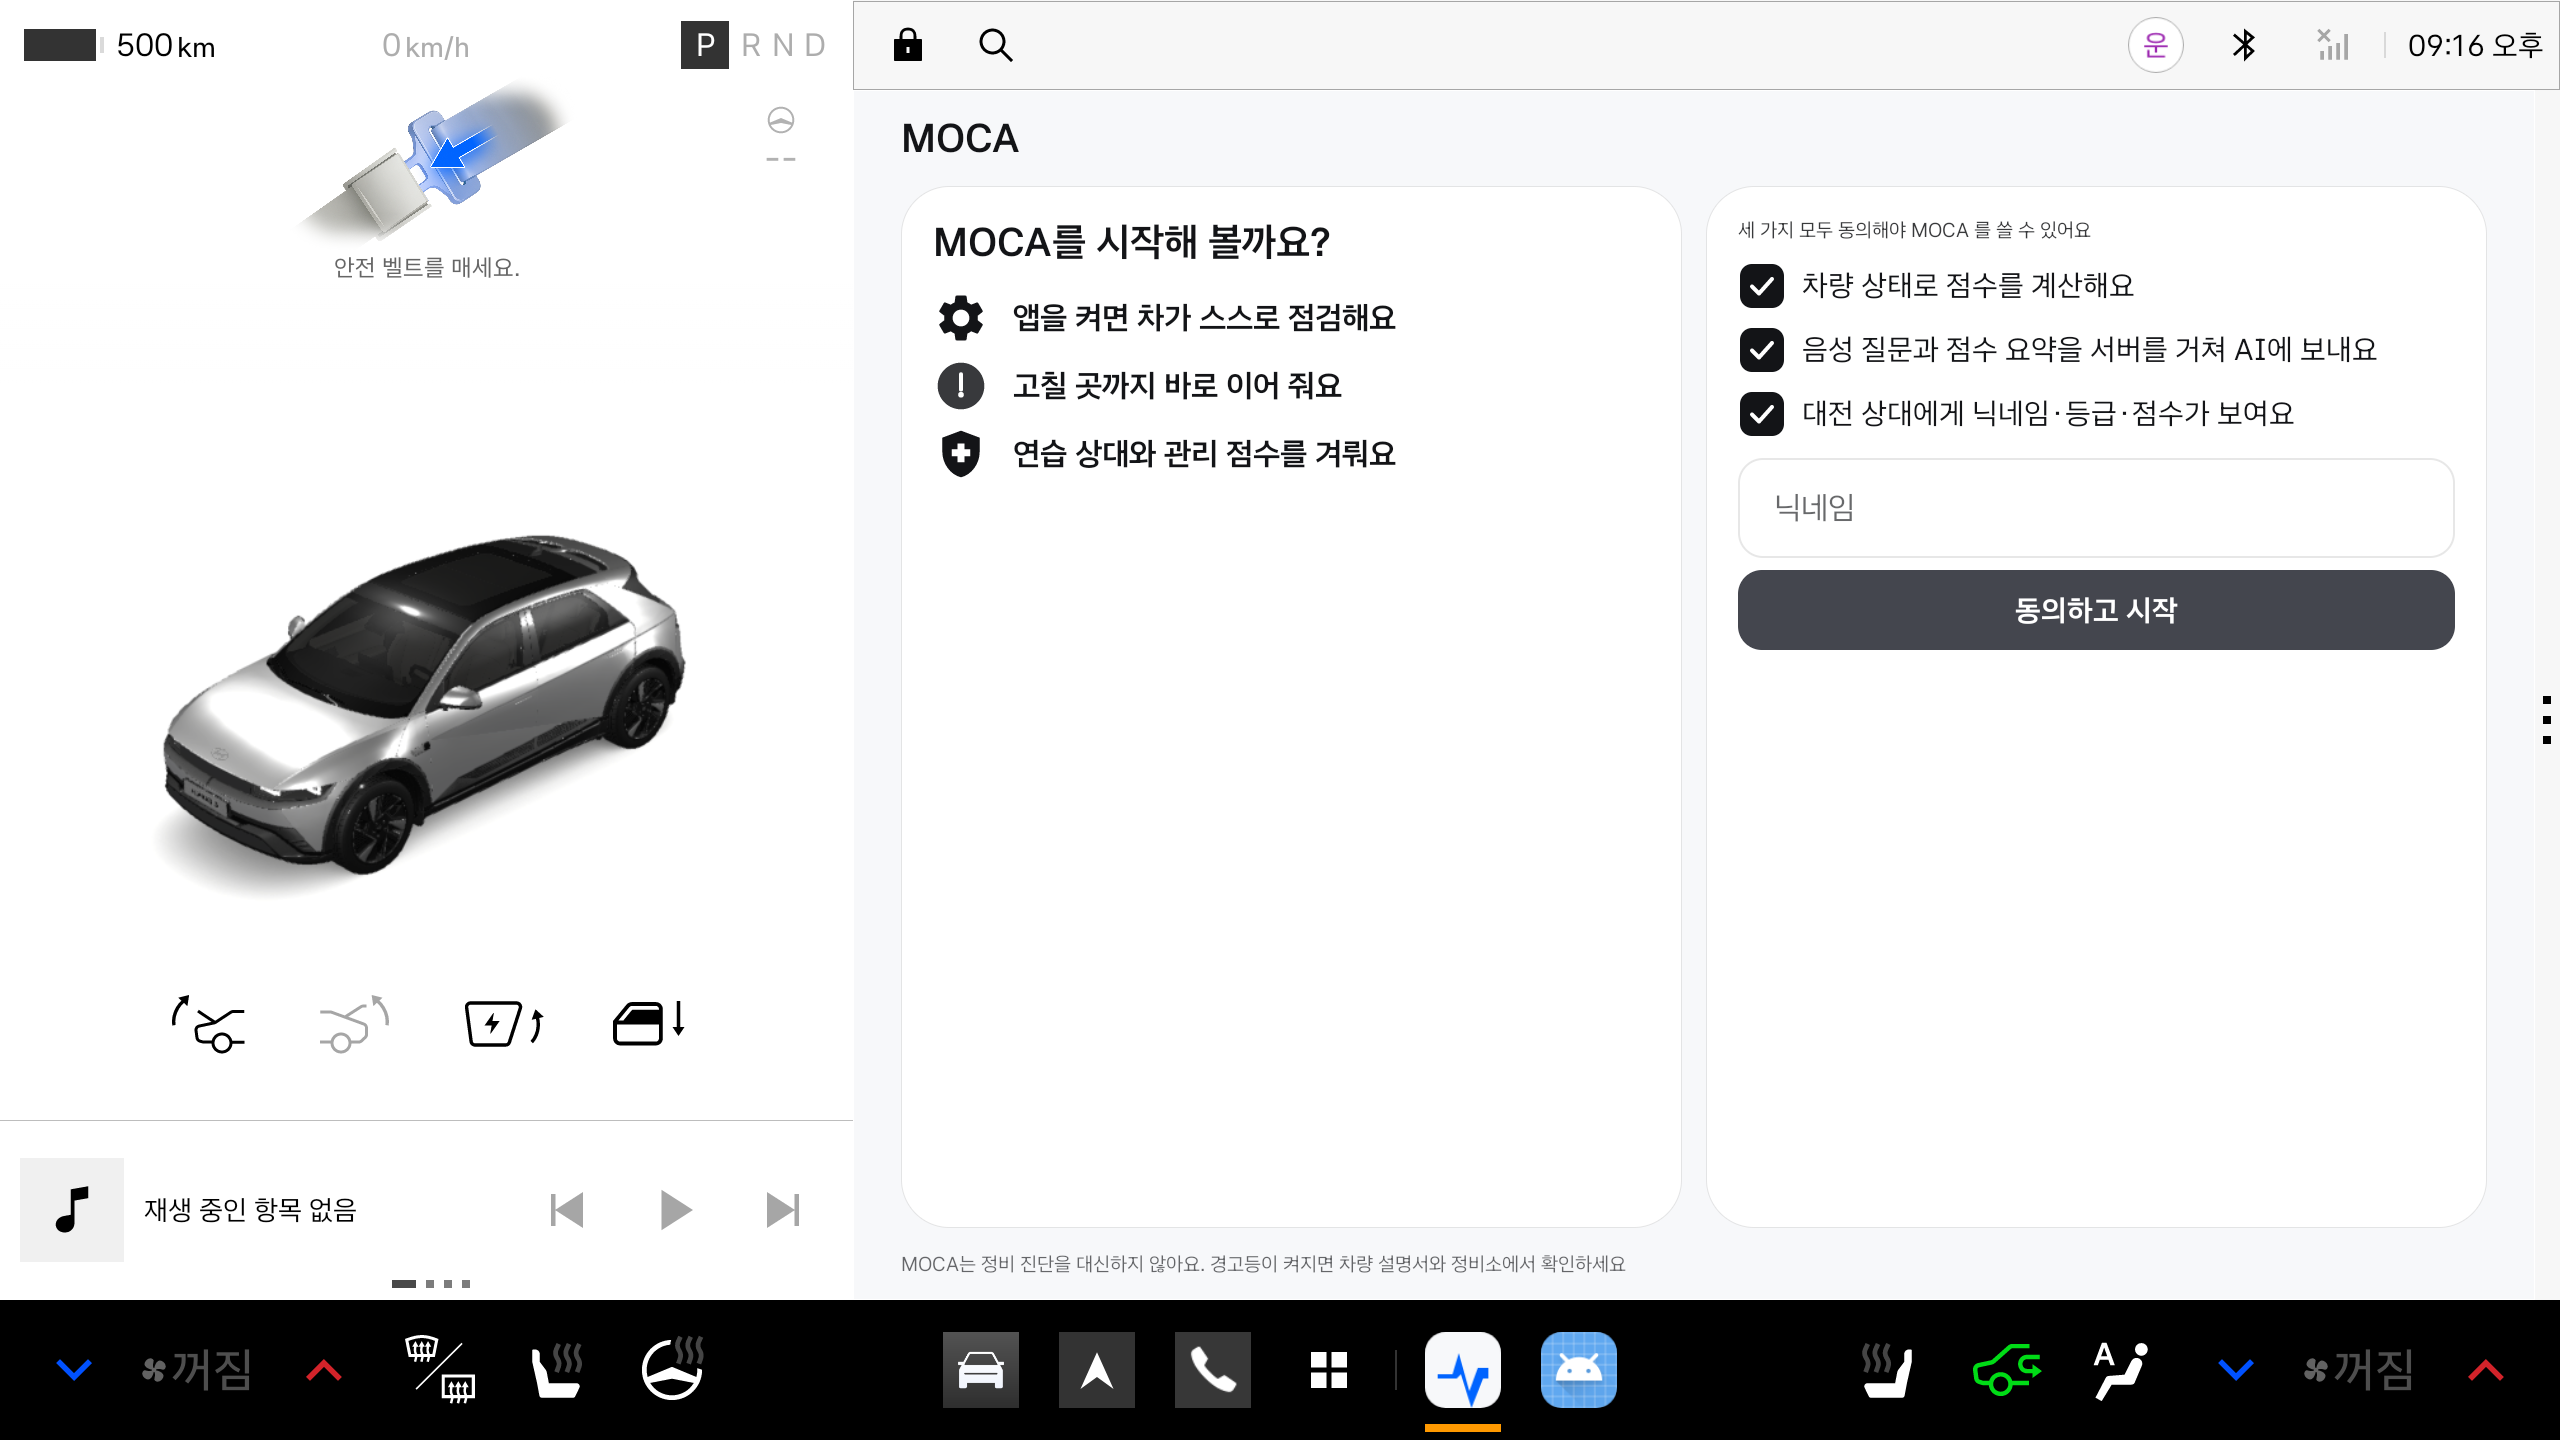 500 km
0 km/h
P R N D
09:16 오후
운
안전 벨트를 매세요.
--
재생 중인 항목 없음
MOCA
MOCA를 시작해 볼까요?
앱을 켜면 차가 스스로 점검해요
고칠 곳까지 바로 이어 줘요
연습 상대와 관리 점수를 겨뤄요
세 가지 모두 동의해야 MOCA 를 쓸 수 있어요
차량 상태로 점수를 계산해요
음성 질문과 점수 요약을 서버를 거쳐 AI에 보내요
대전 상대에게 닉네임·등급·점수가 보여요
닉네임
동의하고 시작
MOCA는 정비 진단을 대신하지 않아요. 경고등이 켜지면 차량 설명서와 정비소에서 확인하세요
꺼짐
A
꺼짐